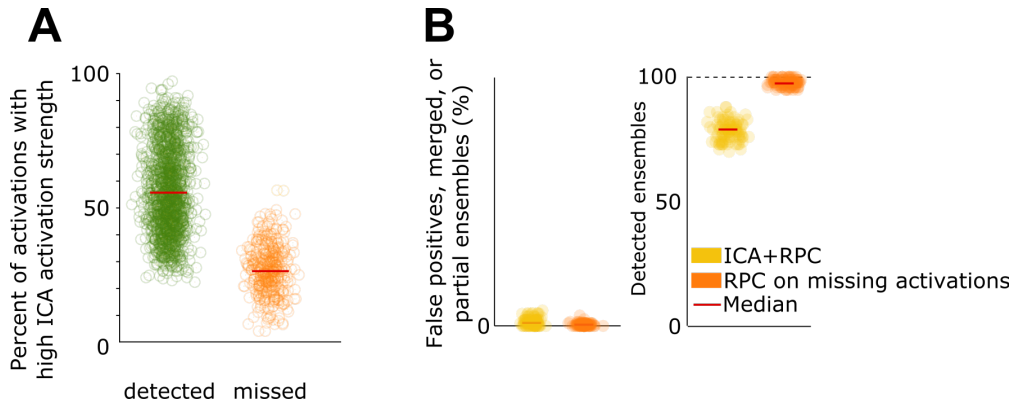 A
Percent of activations with
high ICA activation strength
100
50
0
detected
missed
B
False positives, merged, or
partial ensembles (%)
0
Detected ensembles
100
50
0
ICA+RPC
RPC on missing activations
Median